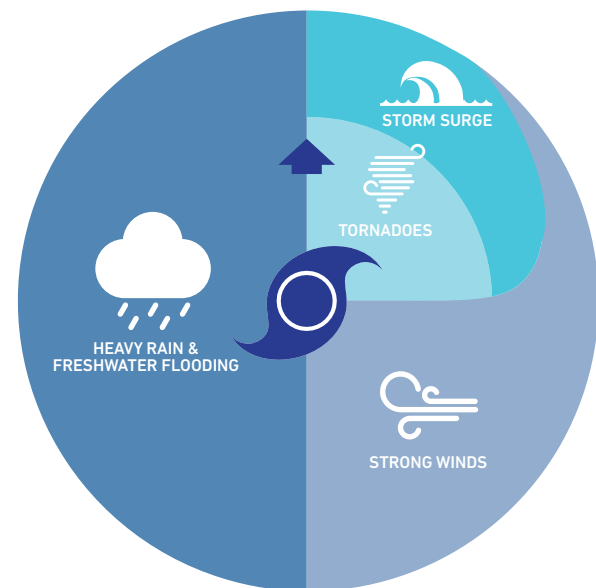 STORM SURGE
TORNADOES
HEAVY RAIN &
FRESHWATER FLOODING
STRONG WINDS